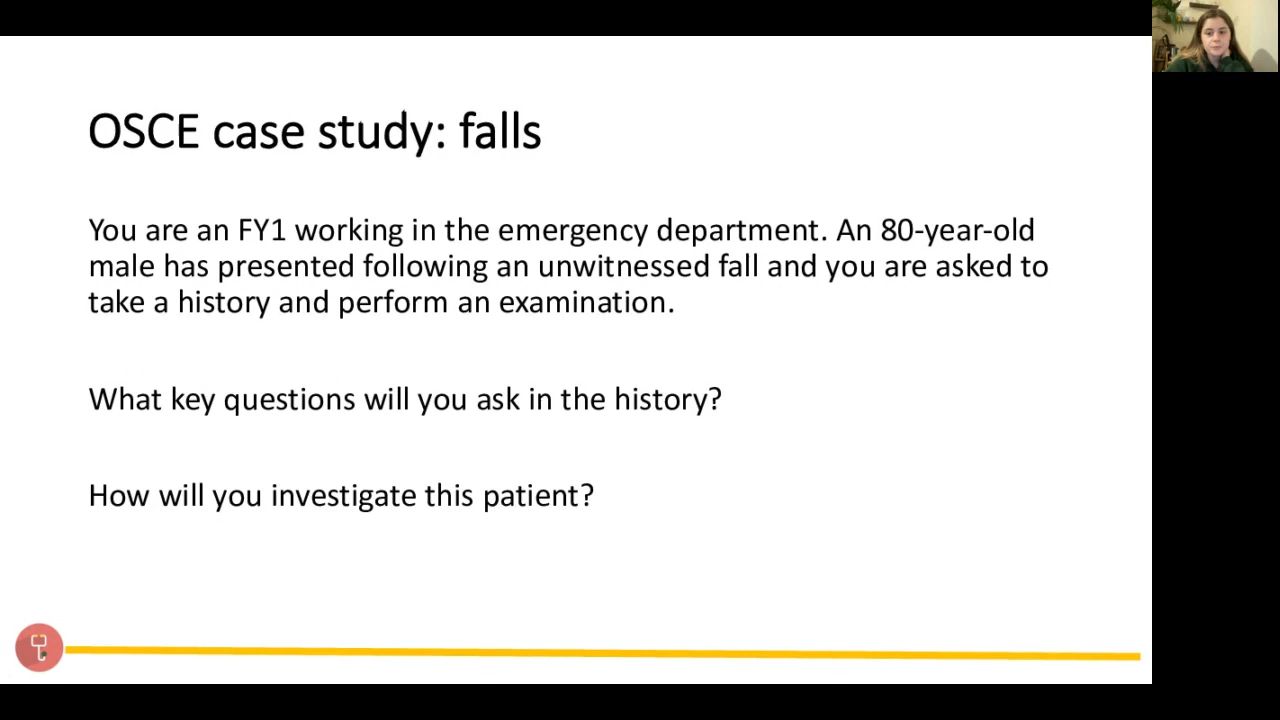 OSCE case study: falls
You are an FY1 working in the emergency department. An 80-year-old
male has presented following an unwitnessed fall and you are asked to
take a history and perform an examination.
What key questions will you ask in the history?
How will you investigate this patient?